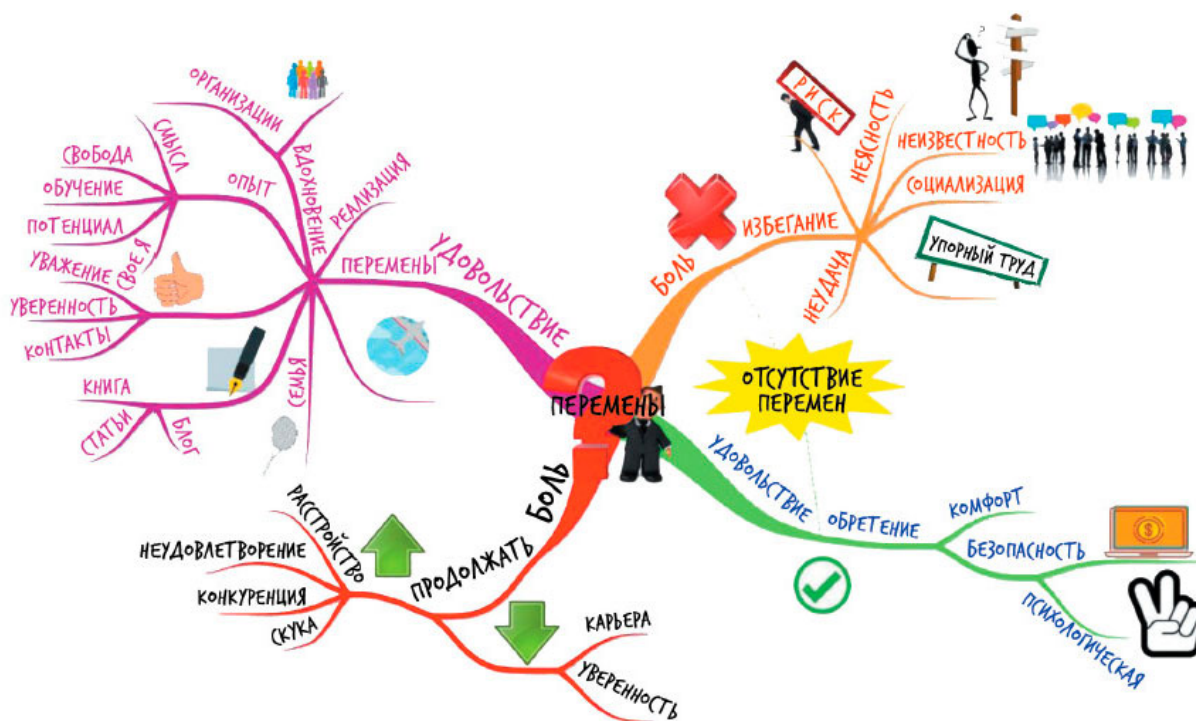 ПЕРЕМЕНЫ
УДОВОЛЬСТВИЕ
ПЕРЕМЕНЫ
РЕАЛИЗАЦИЯ
ВДОХНОВЕНИЕ
ОРГАНИЗАЦИИ
ОПЫТ
СМЫСЛ
СВОБОДА
ОБУЧЕНИЕ
ПОТЕНЦИАЛ
СВОЕ Я
УВАЖЕНИЕ
УВЕРЕННОСТЬ
КОНТАКТЫ
КНИГА
СТАТЬИ
БЛОГ
СЕМЬЯ
БОЛЬ
ИЗБЕГАНИЕ
РИСК
НЕЯСНОСТЬ
НЕИЗВЕСТНОСТЬ
СОЦИАЛИЗАЦИЯ
УПОРНЫЙ ТРУД
НЕУДАЧА
ОТСУТСТВИЕ
ПЕРЕМЕН
УДОВОЛЬСТВИЕ
ОБРЕТЕНИЕ
КОМФОРТ
БЕЗОПАСНОСТЬ
ПСИХОЛОГИЧЕСКАЯ
$
БОЛЬ
ПРОДОЛЖАТЬ
РАССТРОЙСТВО
НЕУДОВЛЕТВОРЕНИЕ
КОНКУРЕНЦИЯ
СКУКА
КАРЬЕРА
УВЕРЕННОСТЬ